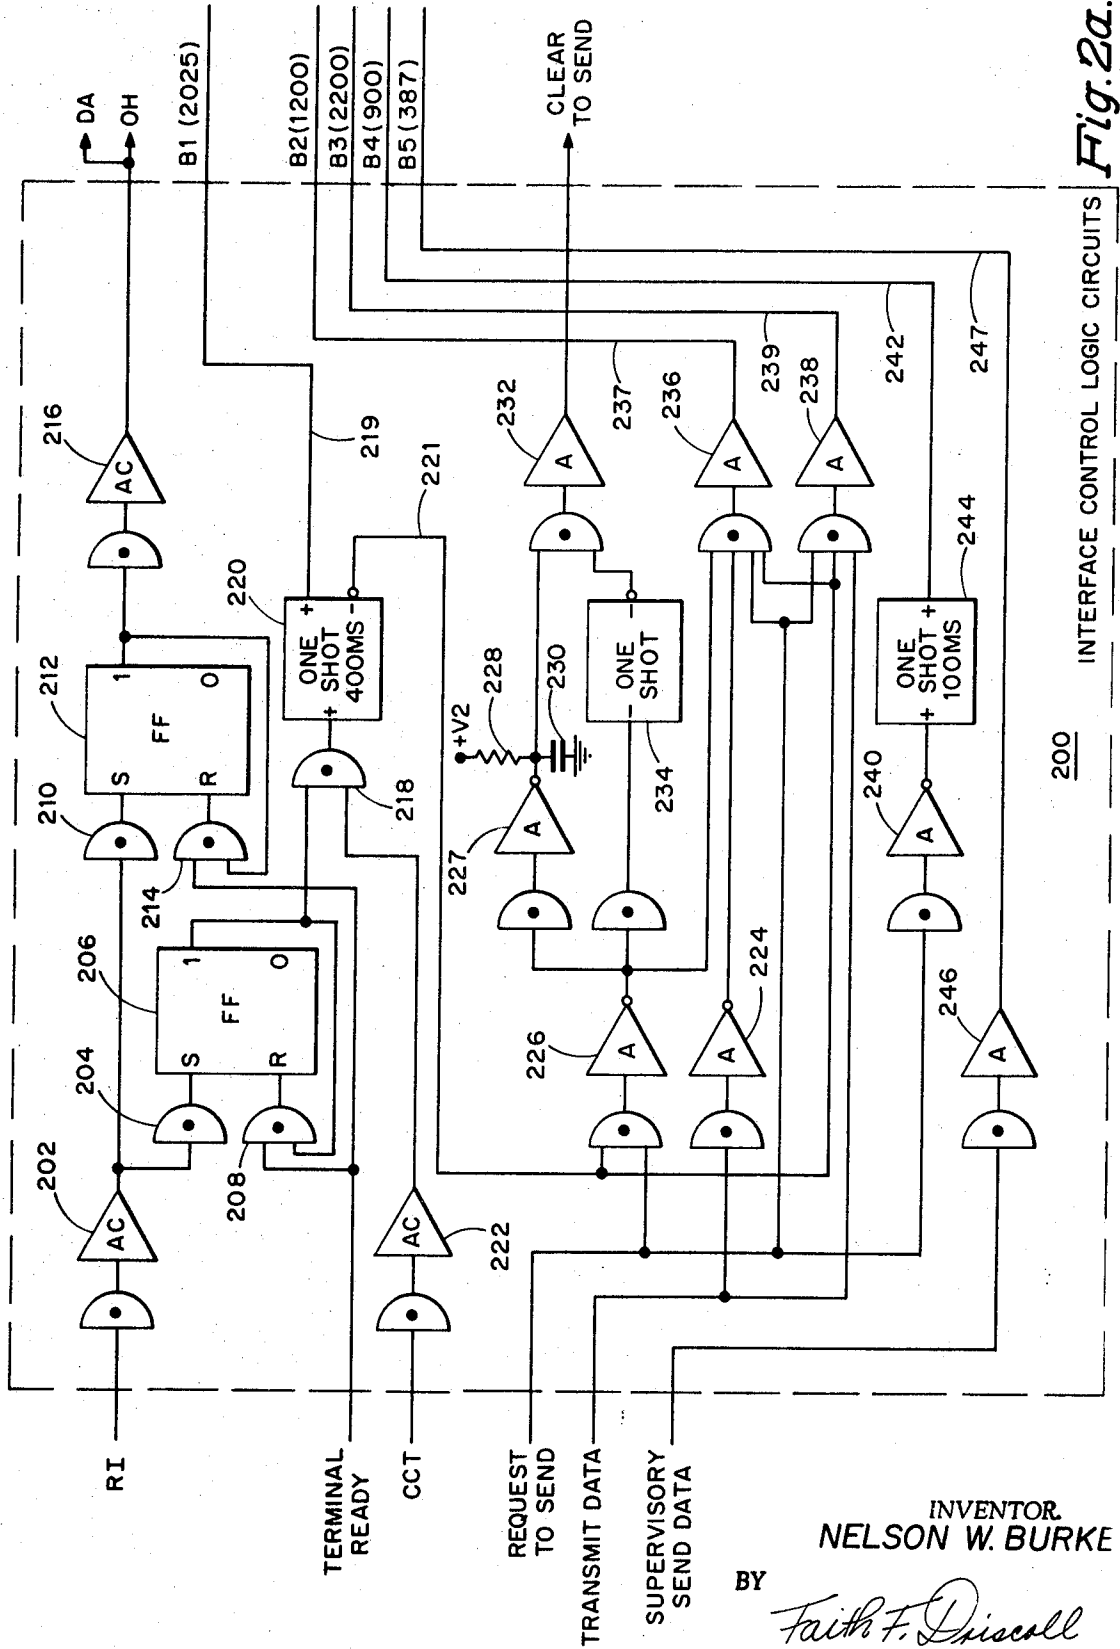 Fig. 2a.
DA
OH
B1 (2025)
B2 (1200)
B3 (2200)
B4 (900)
B5 (387)
CLEAR
TO SEND
216
AC
212
FF
S
1
R
0
210
214
206
FF
S
1
R
0
204
208
202
AC
RI
TERMINAL
READY
CCT
222
AC
218
220
ONE
SHOT
400MS
+
+
-
219
221
+V2
228
230
227
A
232
A
234
ONE
SHOT
-
-
226
A
224
A
236
A
237
238
A
239
240
A
242
244
ONE
SHOT
100MS
+
+
246
A
247
REQUEST
TO SEND
TRANSMIT DATA
SUPERVISORY
SEND DATA
200
INTERFACE CONTROL LOGIC CIRCUITS
INVENTOR.
NELSON W. BURKE
BY
Faith F. Driscoll